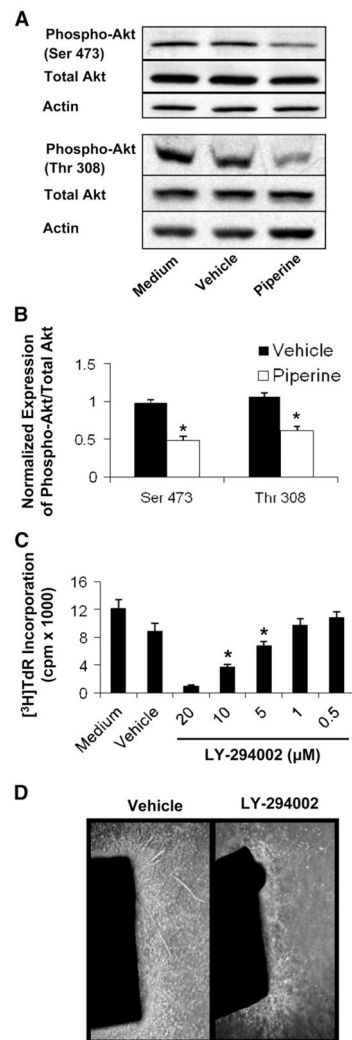 A
Phospho-Akt
(Ser 473)
Total Akt
Actin
Phospho-Akt
(Thr 308)
Total Akt
Actin
Medium
Vehicle
Piperine
B
Normalized Expression
of Phospho-Akt/Total Akt
1.5
1
0.5
0
Vehicle
Piperine
*
*
Ser 473
Thr 308
C
[³H]TdR Incorporation
(cpm x 1000)
16
12
8
4
0
*
*
Medium
Vehicle
20
10
5
1
0.5
LY-294002 (µM)
D
Vehicle
LY-294002